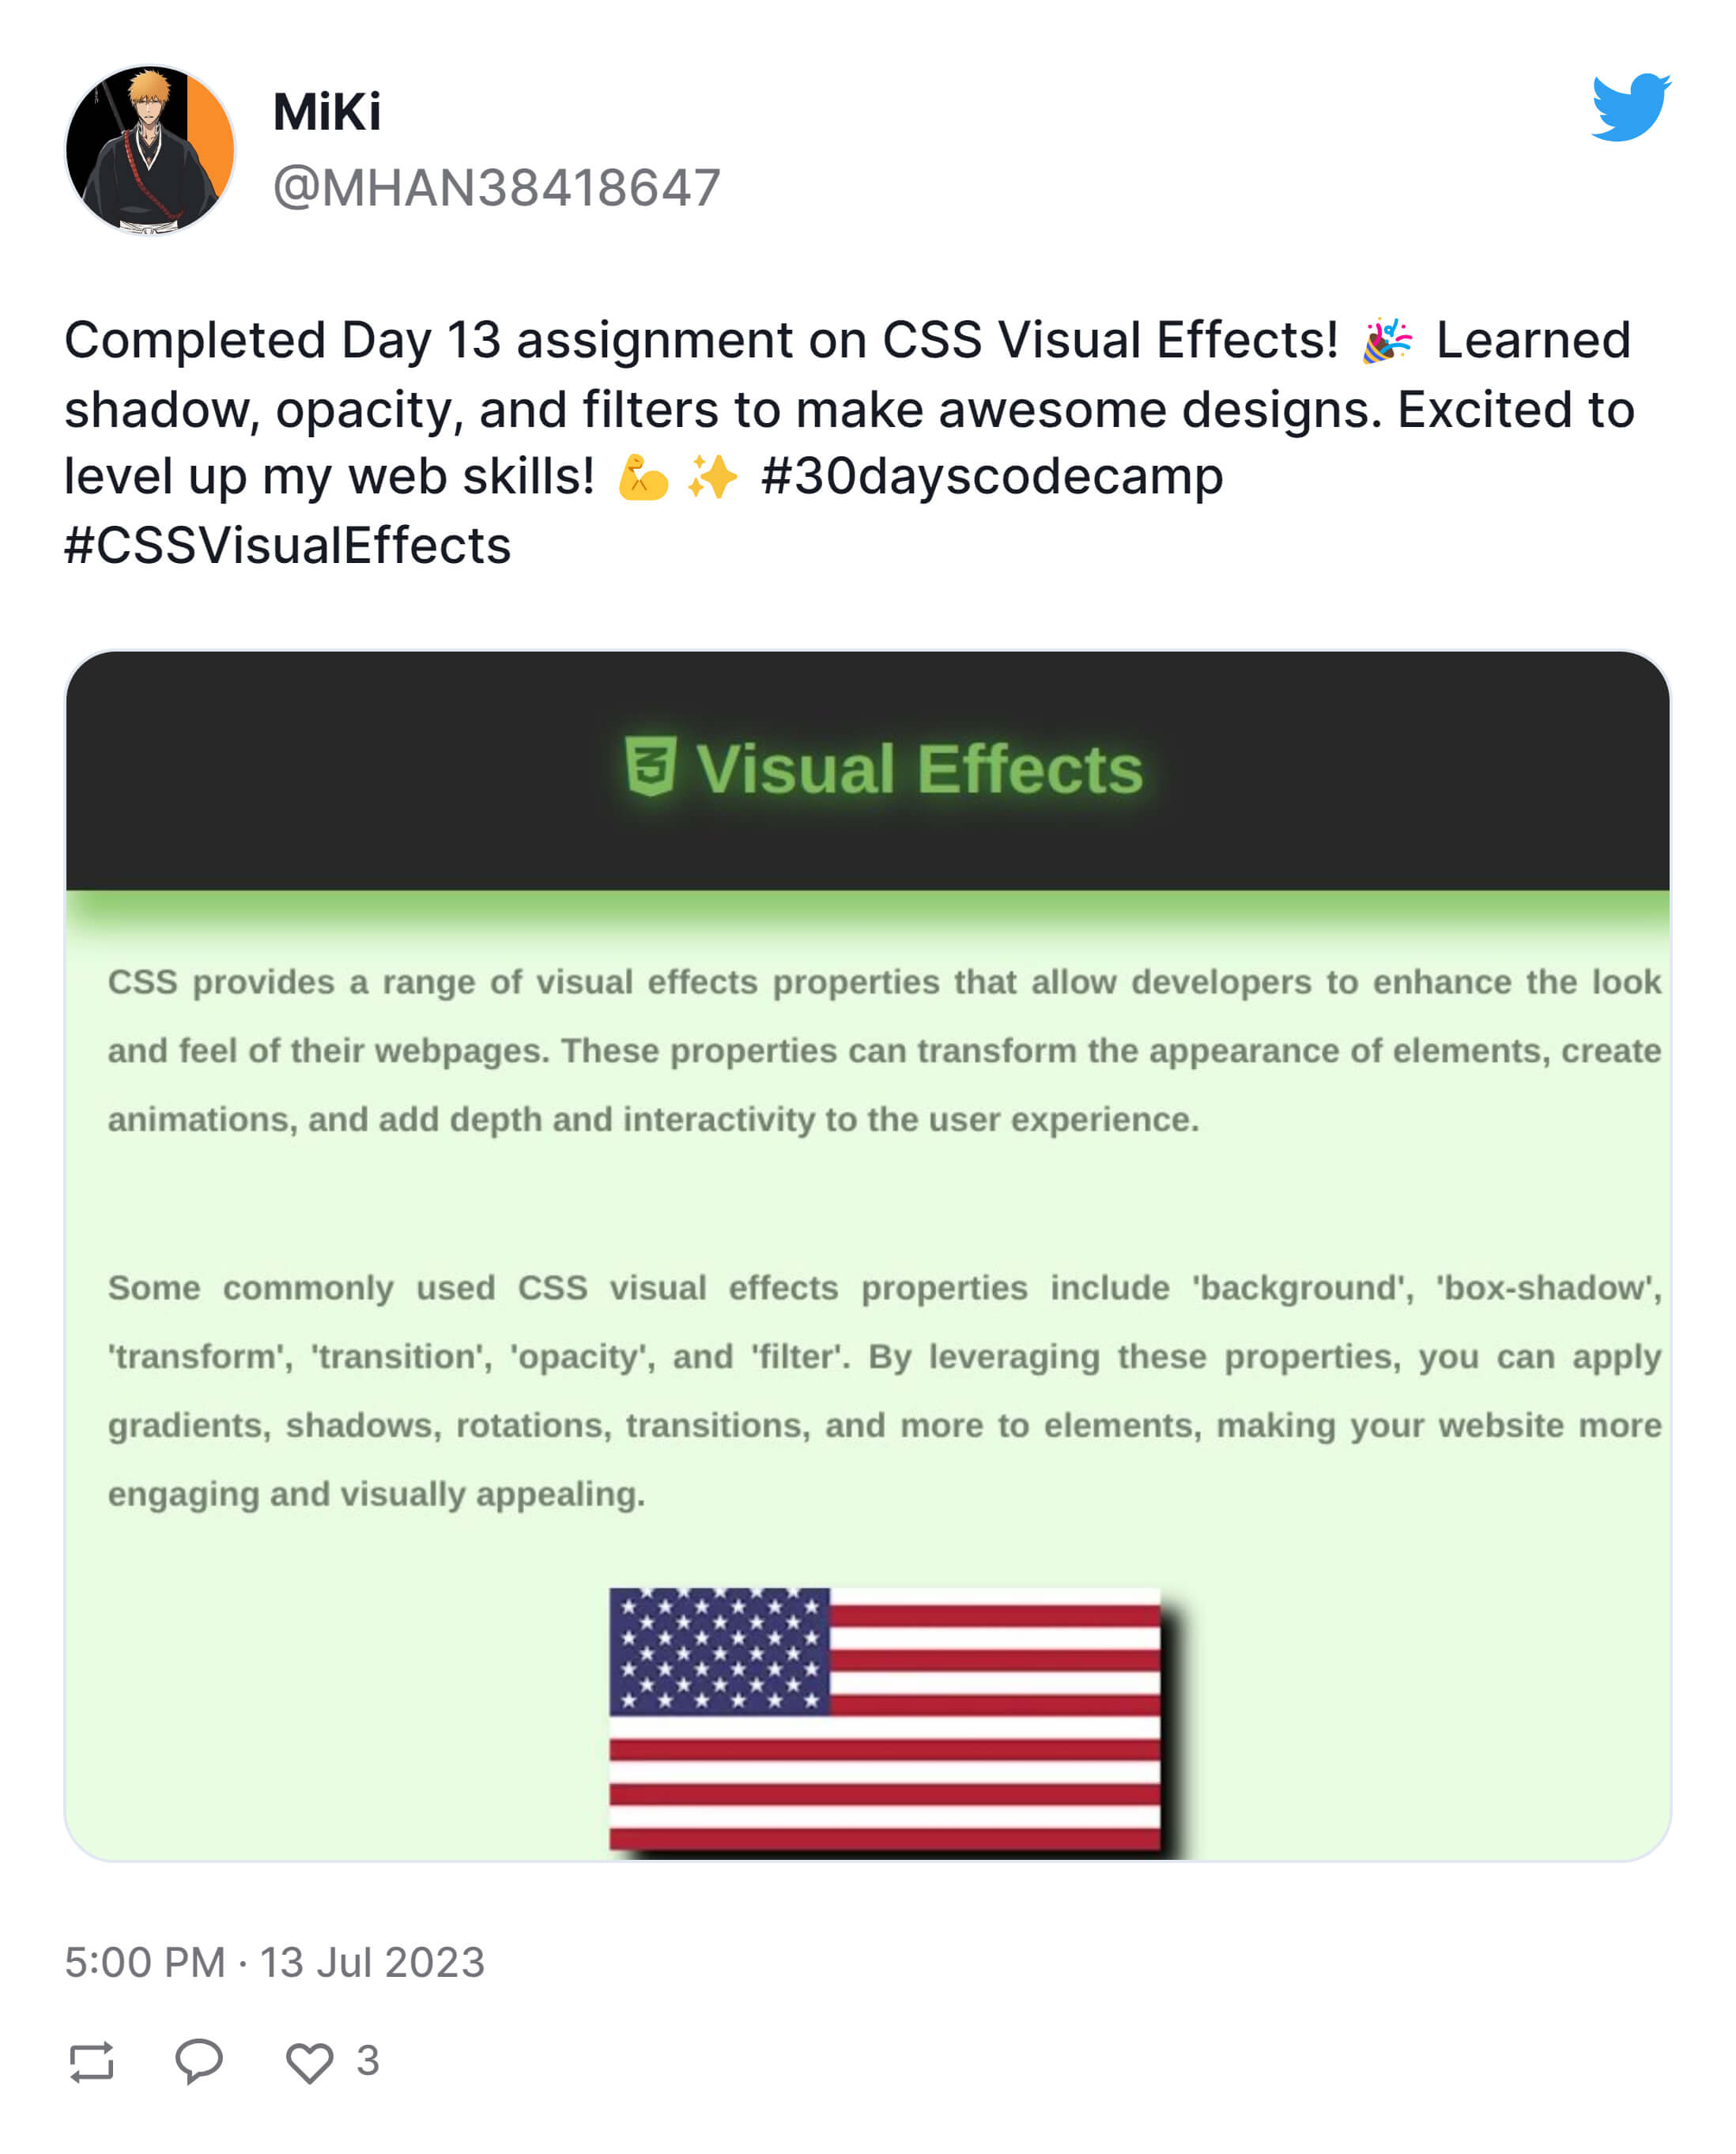 MiKi
@MHAN38418647
Completed Day 13 assignment on CSS Visual Effects! 🎉 Learned
shadow, opacity, and filters to make awesome designs. Excited to
level up my web skills! 💪 ✨ #30dayscodecamp
#CSSVisualEffects
3 Visual Effects
CSS provides a range of visual effects properties that allow developers to enhance the look
and feel of their webpages. These properties can transform the appearance of elements, create
animations, and add depth and interactivity to the user experience.
Some commonly used CSS visual effects properties include 'background', 'box-shadow',
'transform', 'transition', 'opacity', and 'filter'. By leveraging these properties, you can apply
gradients, shadows, rotations, transitions, and more to elements, making your website more
engaging and visually appealing.
5:00 PM · 13 Jul 2023
3